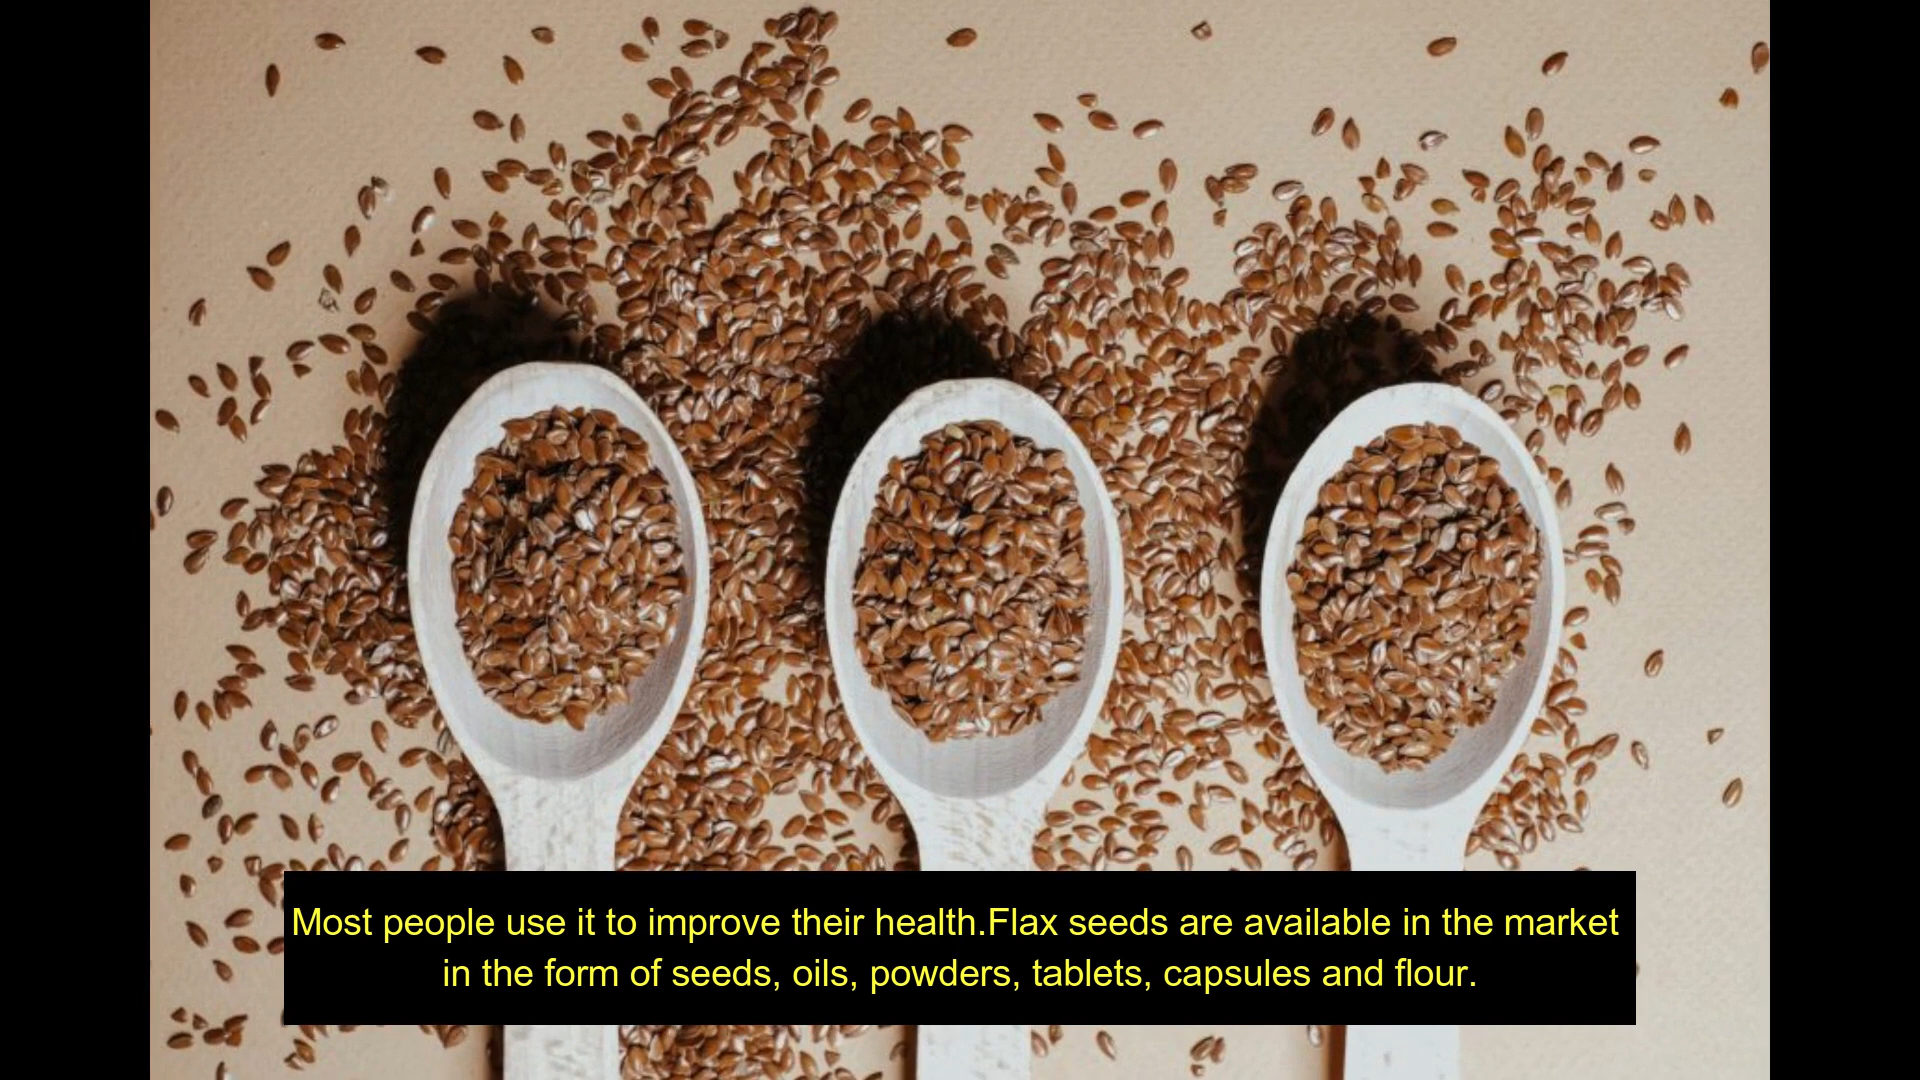 Most people use it to improve their health.Flax seeds are available in the market
in the form of seeds, oils, powders, tablets, capsules and flour.